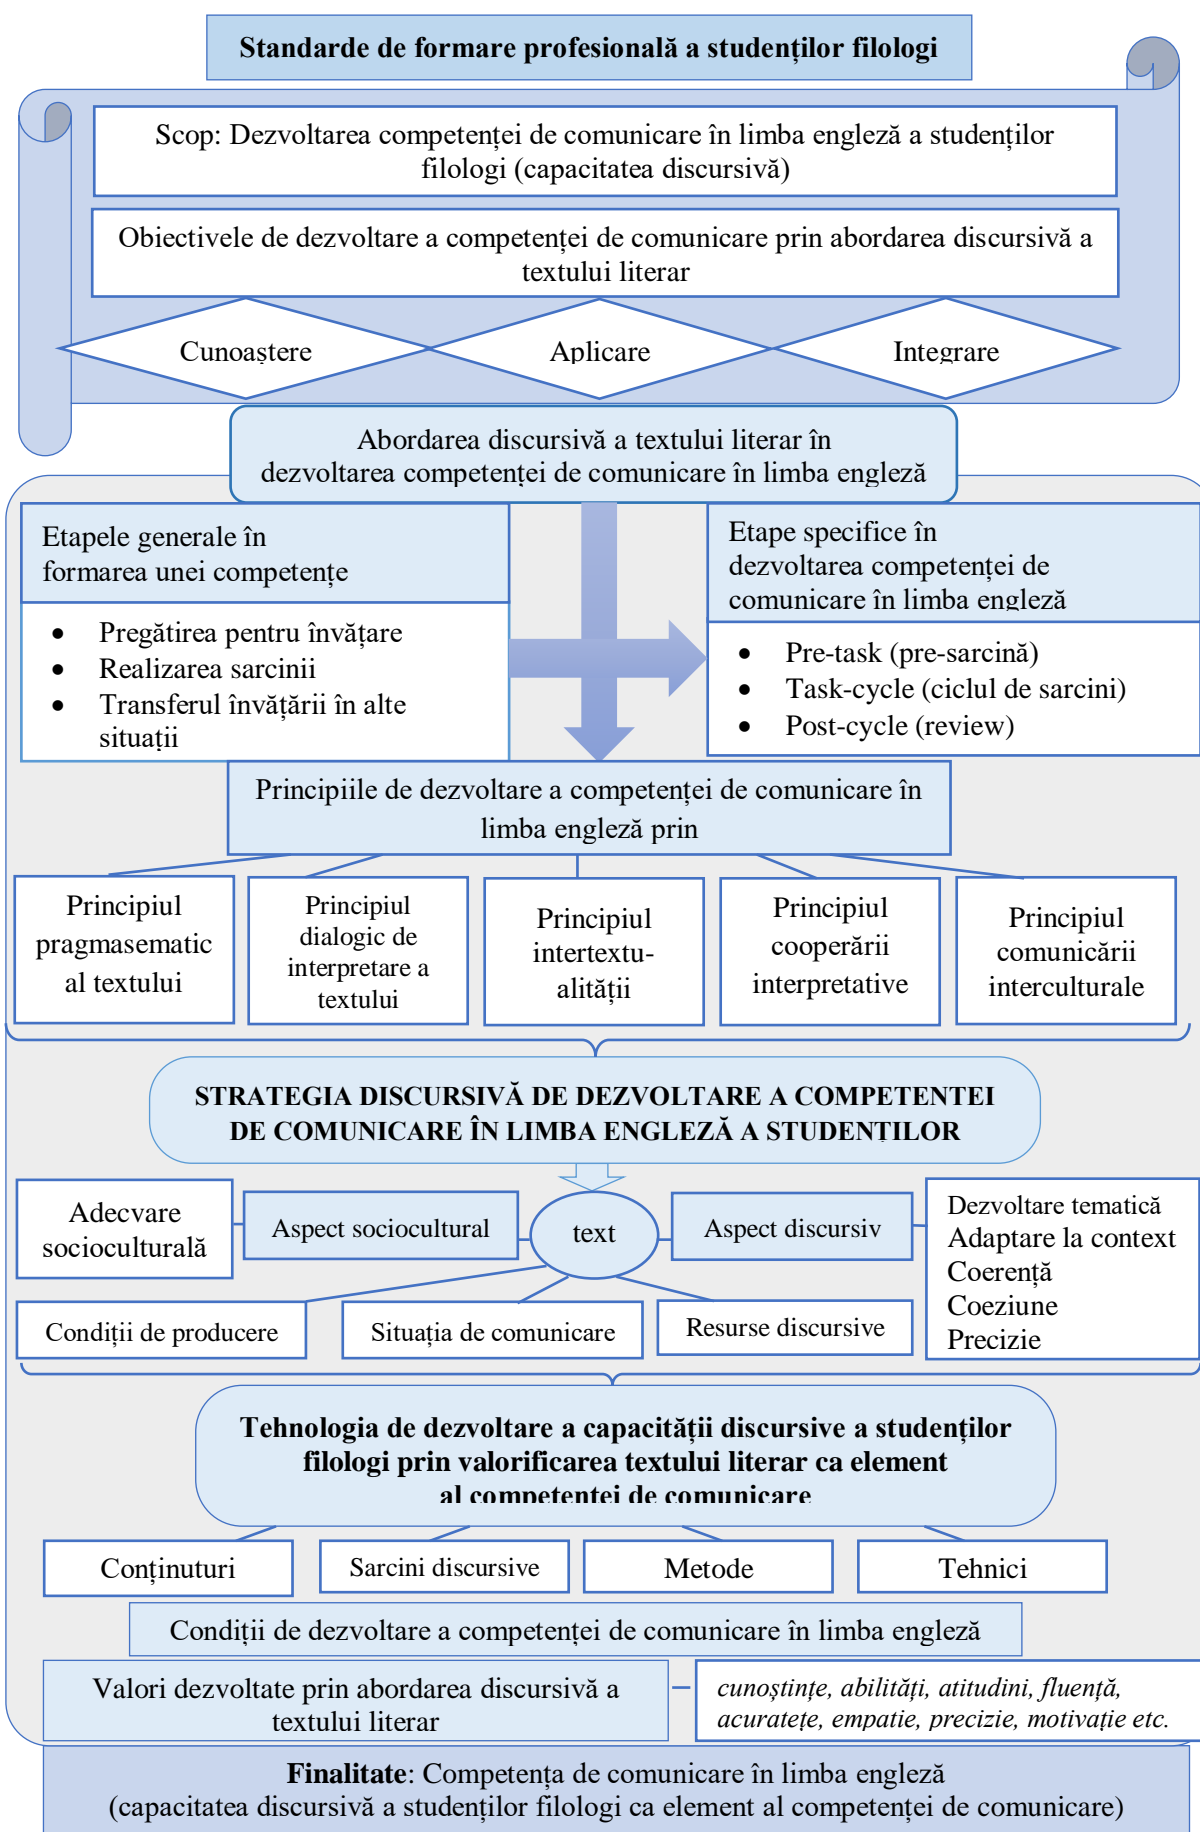 Standarde de formare profesională a studenților filologi
Scop: Dezvoltarea competenței de comunicare în limba engleză a studenților
filologi (capacitatea discursivă)
Obiectivele de dezvoltare a competenței de comunicare prin abordarea discursivă a
textului literar
Cunoaștere
Aplicare
Integrare
Abordarea discursivă a textului literar în
dezvoltarea competenței de comunicare în limba engleză
Etapele generale în
formarea unei competențe
• Pregătirea pentru învățare
• Realizarea sarcinii
• Transferul învățării în alte
situații
Etape specifice în
dezvoltarea competenței de
comunicare în limba engleză
• Pre-task (pre-sarcină)
• Task-cycle (ciclul de sarcini)
• Post-cycle (review)
Principiile de dezvoltare a competenței de comunicare în
limba engleză prin
Principiul
pragmasematic
al textului
Principiul
dialogic de
interpretare a
textului
Principiul
intertextu-
alității
Principiul
cooperării
interpretative
Principiul
comunicării
interculturale
STRATEGIA DISCURSIVĂ DE DEZVOLTARE A COMPETENTEI
DE COMUNICARE ÎN LIMBA ENGLEZĂ A STUDENȚILOR
Adecvare
socioculturală
Aspect sociocultural
text
Aspect discursiv
Dezvoltare tematică
Adaptare la context
Coerență
Coeziune
Precizie
Condiții de producere
Situația de comunicare
Resurse discursive
Tehnologia de dezvoltare a capacității discursive a studenților
filologi prin valorificarea textului literar ca element
al competenței de comunicare
Conținuturi
Sarcini discursive
Metode
Tehnici
Condiții de dezvoltare a competenței de comunicare în limba engleză
Valori dezvoltate prin abordarea discursivă a
textului literar
cunoștințe, abilități, atitudini, fluență,
acuratețe, empatie, precizie, motivație etc.
Finalitate: Competența de comunicare în limba engleză
(capacitatea discursivă a studenților filologi ca element al competenței de comunicare)